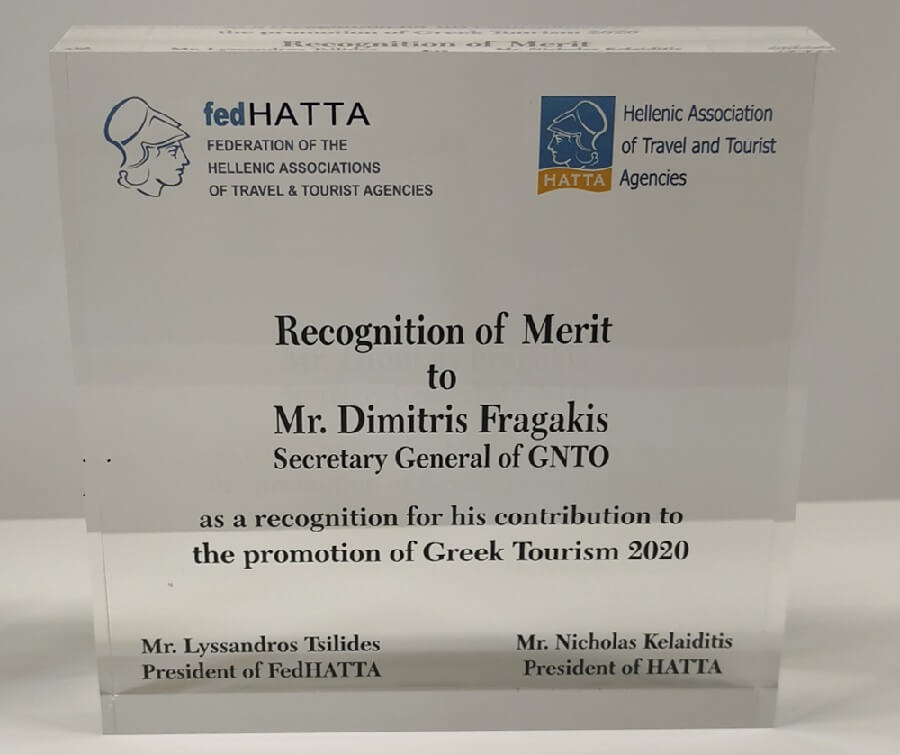 fedHATTA
FEDERATION OF THE
HELLENIC ASSOCIATIONS
OF TRAVEL & TOURIST AGENCIES
HATTA
Hellenic Association
of Travel and Tourist
Agencies
Recognition of Merit
to
Mr. Dimitris Fragakis
Secretary General of GNTO
as a recognition for his contribution to
the promotion of Greek Tourism 2020
Mr. Lyssandros Tsilides
President of FedHATTA
Mr. Nicholas Kelaiditis
President of HATTA